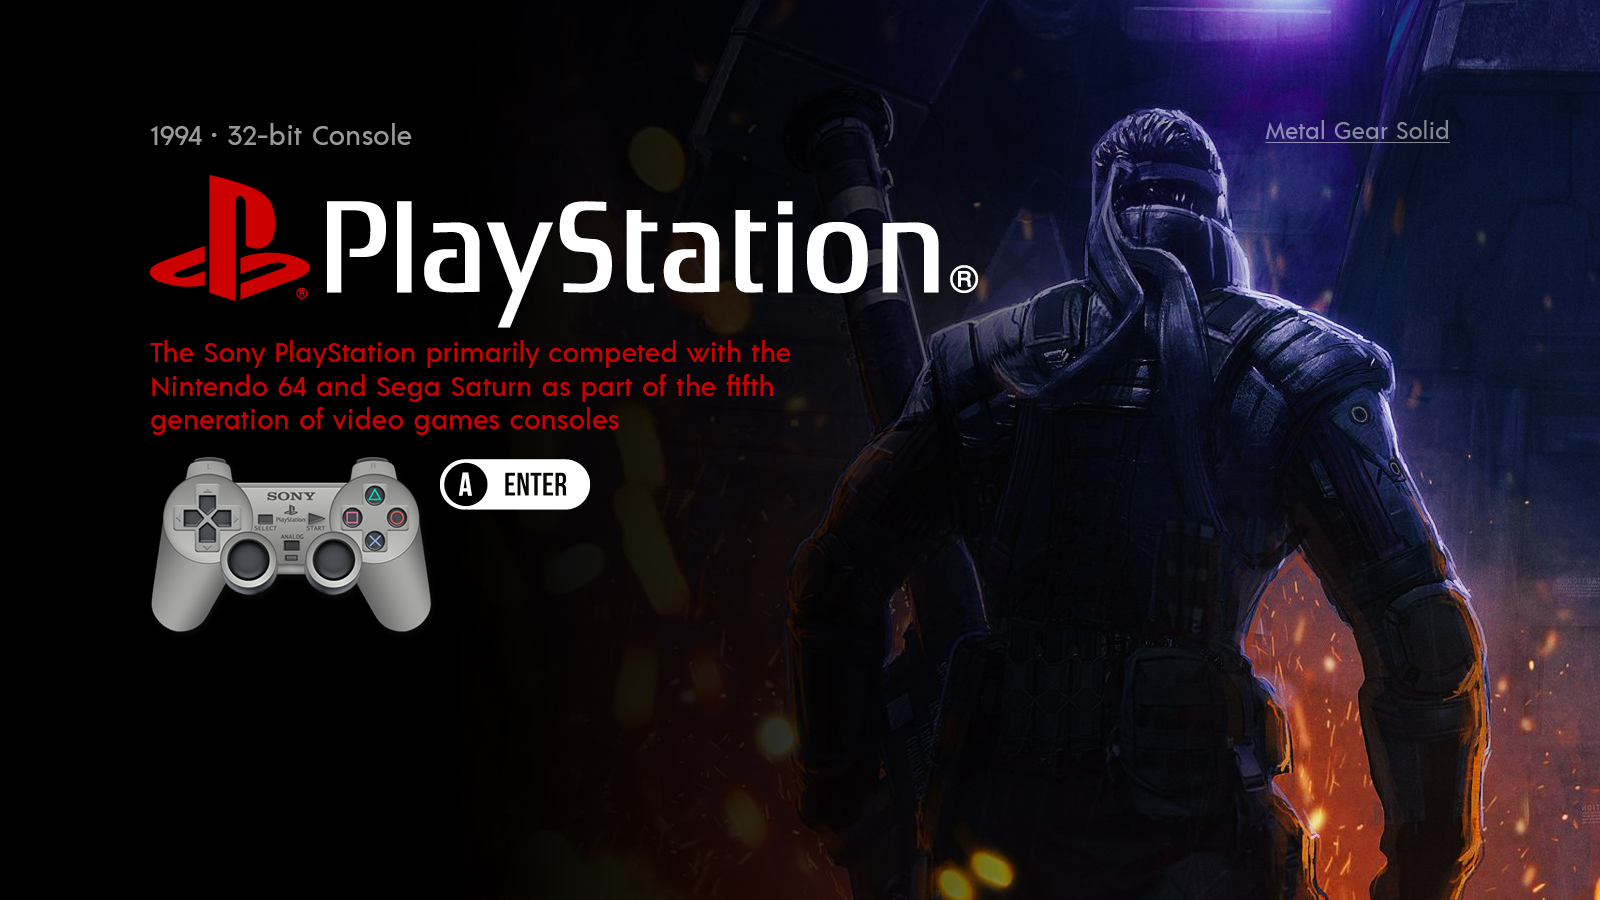 1994 · 32-bit Console
Metal Gear Solid
PlayStation®
The Sony PlayStation primarily competed with the
Nintendo 64 and Sega Saturn as part of the fifth
generation of video games consoles
A ENTER
L R
SONY
PlayStation
SELECT START
ANALOG